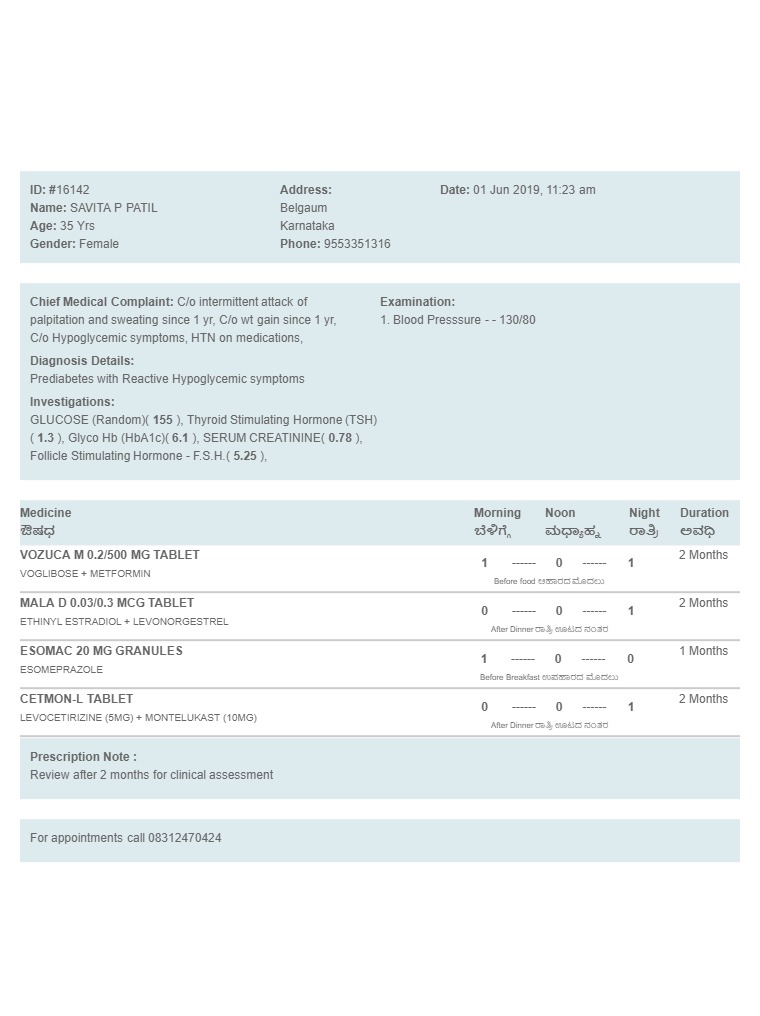 ID: #16142
Name: SAVITA P PATIL
Age: 35 Yrs
Gender: Female
Address:
Belgaum
Karnataka
Phone: 9553351316
Date: 01 Jun 2019, 11:23 am
Chief Medical Complaint: C/o intermittent attack of
palpitation and sweating since 1 yr, C/o wt gain since 1 yr,
C/o Hypoglycemic symptoms, HTN on medications,
Diagnosis Details:
Prediabetes with Reactive Hypoglycemic symptoms
Investigations:
GLUCOSE (Random)( 155 ), Thyroid Stimulating Hormone (TSH)
( 1.3 ), Glyco Hb (HbA1c)( 6.1 ), SERUM CREATININE( 0.78 ),
Follicle Stimulating Hormone - F.S.H.( 5.25 ),
Examination:
1. Blood Presssure - - 130/80
Medicine Morning Noon Night Duration
ಔಷಧ ಬೆಳಿಗ್ಗೆ ಮಧ್ಯಾಹ್ನ ರಾತ್ರಿ ಅವಧಿ
VOZUCA M 0.2/500 MG TABLET 2 Months
1 ------ 0 ------ 1
VOGLIBOSE + METFORMIN
Before food ಆಹಾರದ ಮೊದಲು
MALA D 0.03/0.3 MCG TABLET 2 Months
0 ------ 0 ------ 1
ETHINYL ESTRADIOL + LEVONORGESTREL
After Dinner ರಾತ್ರಿ ಊಟದ ನಂತರ
ESOMAC 20 MG GRANULES 1 Months
1 ------ 0 ------ 0
ESOMEPRAZOLE
Before Breakfast ಉಪಹಾರದ ಮೊದಲು
CETMON-L TABLET 2 Months
0 ------ 0 ------ 1
LEVOCETIRIZINE (5MG) + MONTELUKAST (10MG)
After Dinner ರಾತ್ರಿ ಊಟದ ನಂತರ
Prescription Note :
Review after 2 months for clinical assessment
For appointments call 08312470424